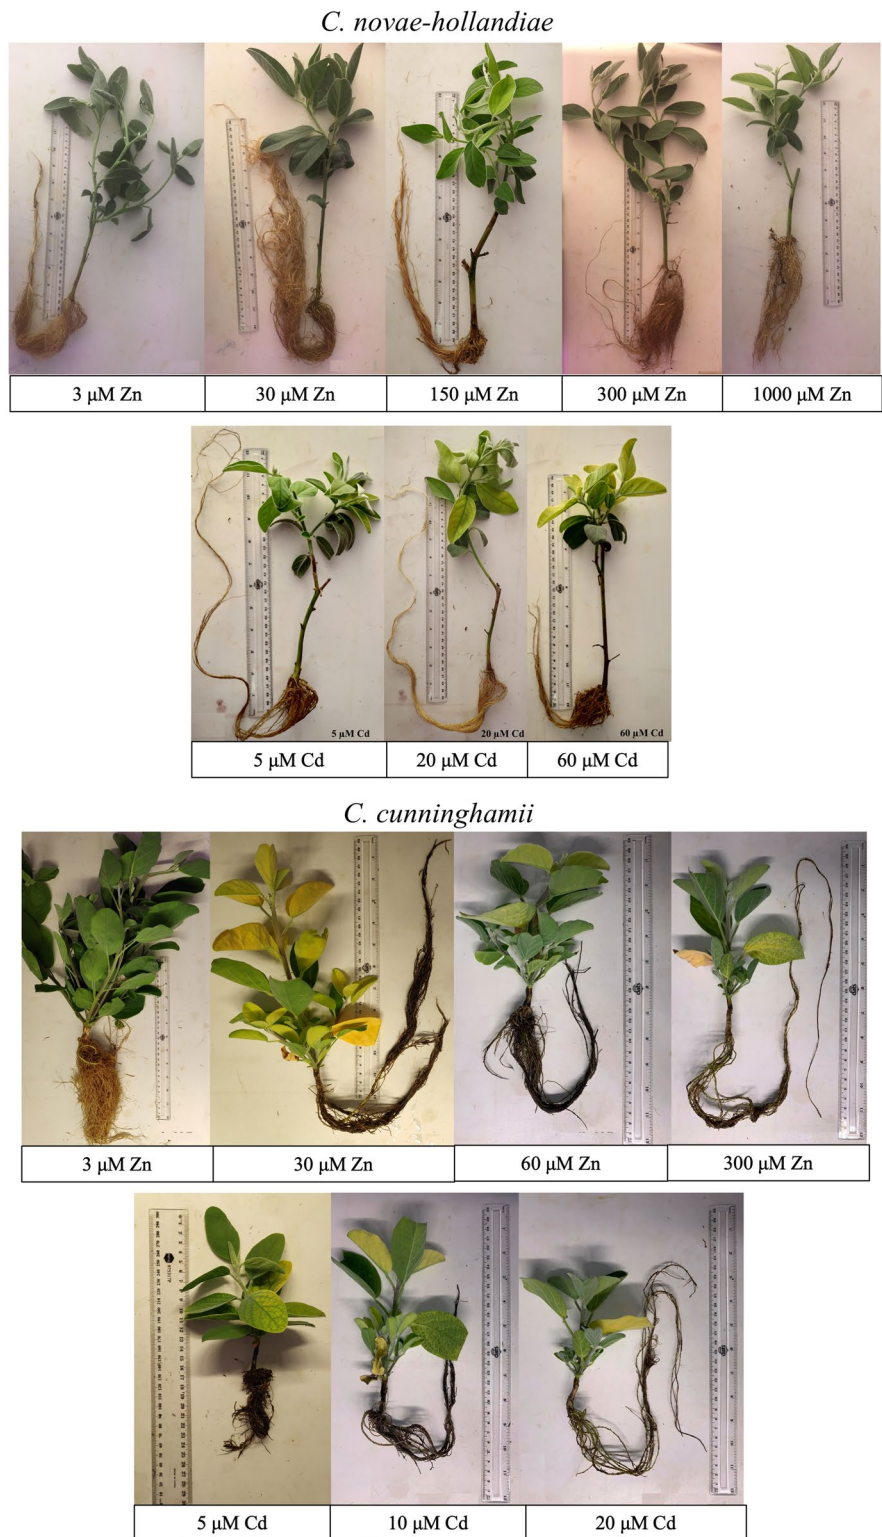 C. novae-hollandiae
3 μM Zn
30 μM Zn
150 μM Zn
300 μM Zn
1000 μM Zn
5 μM Cd
20 μM Cd
60 μM Cd
5 μM Cd
20 μM Cd
60 μM Cd
C. cunninghamii
3 μM Zn
30 μM Zn
60 μM Zn
300 μM Zn
5 μM Cd
10 μM Cd
20 μM Cd